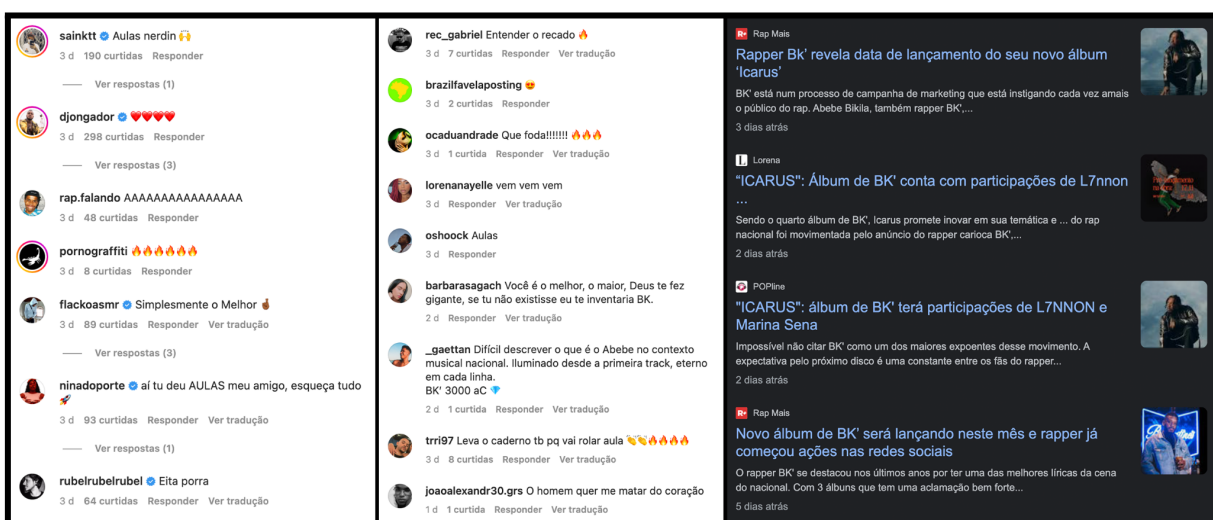 sainktt Aulas nerdin 🙌
3 d 190 curtidas Responder
Ver respostas (1)
djongador ❤️❤️❤️❤️
3 d 298 curtidas Responder
Ver respostas (3)
rap.falando AAAAAAAAAAAAAAAA
3 d 48 curtidas Responder
pornograffiti 🔥🔥🔥🔥🔥🔥
3 d 8 curtidas Responder
flackoasmr Simplesmente o Melhor
3 d 89 curtidas Responder Ver tradução
Ver respostas (3)
ninadoporte aí tu deu AULAS meu amigo, esqueça tudo
🚀
3 d 93 curtidas Responder Ver tradução
Ver respostas (1)
rubelrubelrubel Eita porra
3 d 64 curtidas Responder Ver tradução
rec_gabriel Entender o recado 🔥
3 d 7 curtidas Responder Ver tradução
brazilfavelaposting 😍
3 d 2 curtidas Responder
ocaduandrade Que foda!!!!!!! 🔥🔥🔥
3 d 1 curtida Responder Ver tradução
lorenanayelle vem vem vem
3 d Responder Ver tradução
oshoock Aulas
3 d Responder
barbarasagach Você é o melhor, o maior, Deus te fez
gigante, se tu não existisse eu te inventaria BK.
2 d Responder Ver tradução
_gaettan Difícil descrever o que é o Abebe no contexto
musical nacional. Iluminado desde a primeira track, eterno
em cada linha.
BK' 3000 aC 💎
2 d 1 curtida Responder Ver tradução
trri97 Leva o caderno tb pq vai rolar aula 👏👏🔥🔥🔥🔥
3 d 8 curtidas Responder Ver tradução
joaoalexandr30.grs O homem quer me matar do coração
1 d 1 curtida Responder Ver tradução
R+ Rap Mais
Rapper Bk' revela data de lançamento do seu novo álbum
'Icarus'
BK' está num processo de campanha de marketing que está instigando cada vez amais
o público do rap. Abebe Bikila, também rapper BK',...
3 dias atrás
L Lorena
“ICARUS": Álbum de BK' conta com participações de L7nnon
...
Sendo o quarto álbum de BK', Icarus promete inovar em sua temática e ... do rap
nacional foi movimentada pelo anúncio do rapper carioca BK',...
2 dias atrás
POPline
"ICARUS": álbum de BK' terá participações de L7NNON e
Marina Sena
Impossível não citar BK' como um dos maiores expoentes desse movimento. A
expectativa pelo próximo disco é uma constante entre os fãs do rapper...
2 dias atrás
R+ Rap Mais
Novo álbum de BK' será lançando neste mês e rapper já
começou ações nas redes sociais
O rapper BK' se destacou nos últimos anos por ter uma das melhores líricas da cena
do nacional. Com 3 álbuns que tem uma aclamação bem forte...
5 dias atrás